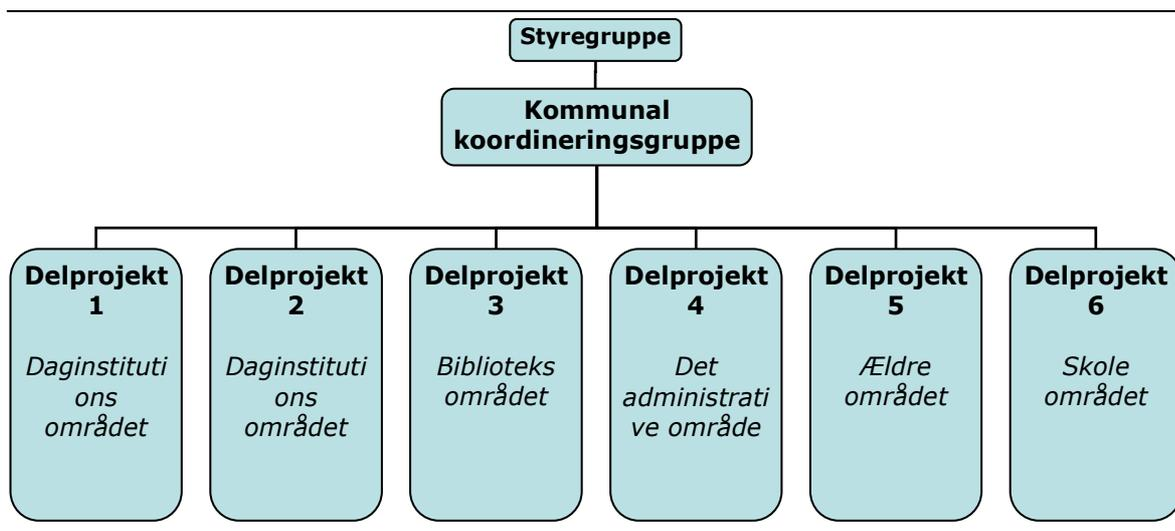 Styregruppe
Kommunal
koordineringsgruppe
Delprojekt
1
Daginstituti
ons
området
Delprojekt
2
Daginstituti
ons
området
Delprojekt
3
Biblioteks
området
Delprojekt
4
Det
administrati
ve område
Delprojekt
5
Ældre
området
Delprojekt
6
Skole
området